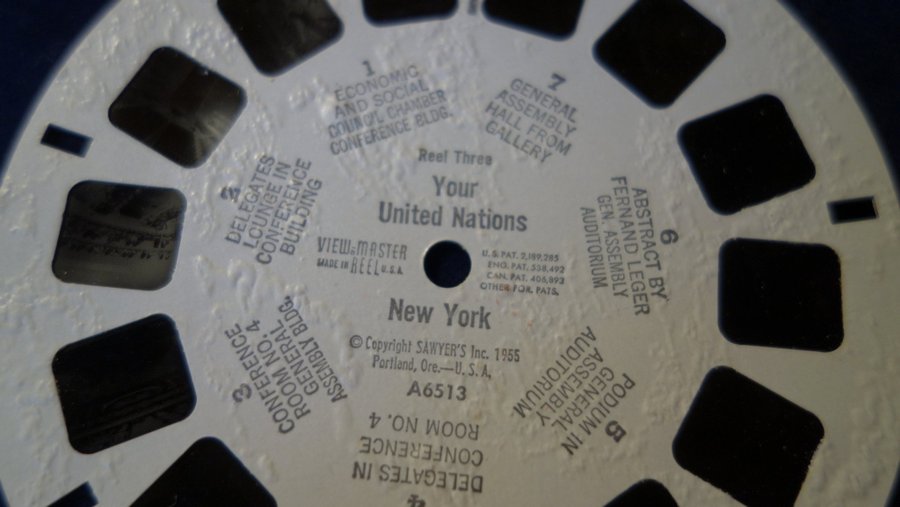 Reel Three
Your
United Nations
VIEW-MASTER
MADE IN REEL U.S.A.
U.S. PAT. 2,189,285
ENG. PAT. 538,492
CAN. PAT. 406,893
OTHER FOR. PATS.
New York
© Copyright SAWYER'S Inc. 1955
Portland, Ore.—U. S. A.
A6513
1
ECONOMIC
AND SOCIAL
COUNCIL CHAMBER
CONFERENCE BLDG.
2
DELEGATES
LOUNGE IN
CONFERENCE
BUILDING
3
CONFERENCE
ROOM NO. 4
GENERAL
ASSEMBLY BLDG.
4
DELEGATES IN
CONFERENCE
ROOM NO. 4
5
PODIUM IN
GENERAL
ASSEMBLY
AUDITORIUM
6
ABSTRACT BY
FERNAND LEGER
GEN. ASSEMBLY
AUDITORIUM
7
GENERAL
ASSEMBLY
HALL FROM
GALLERY